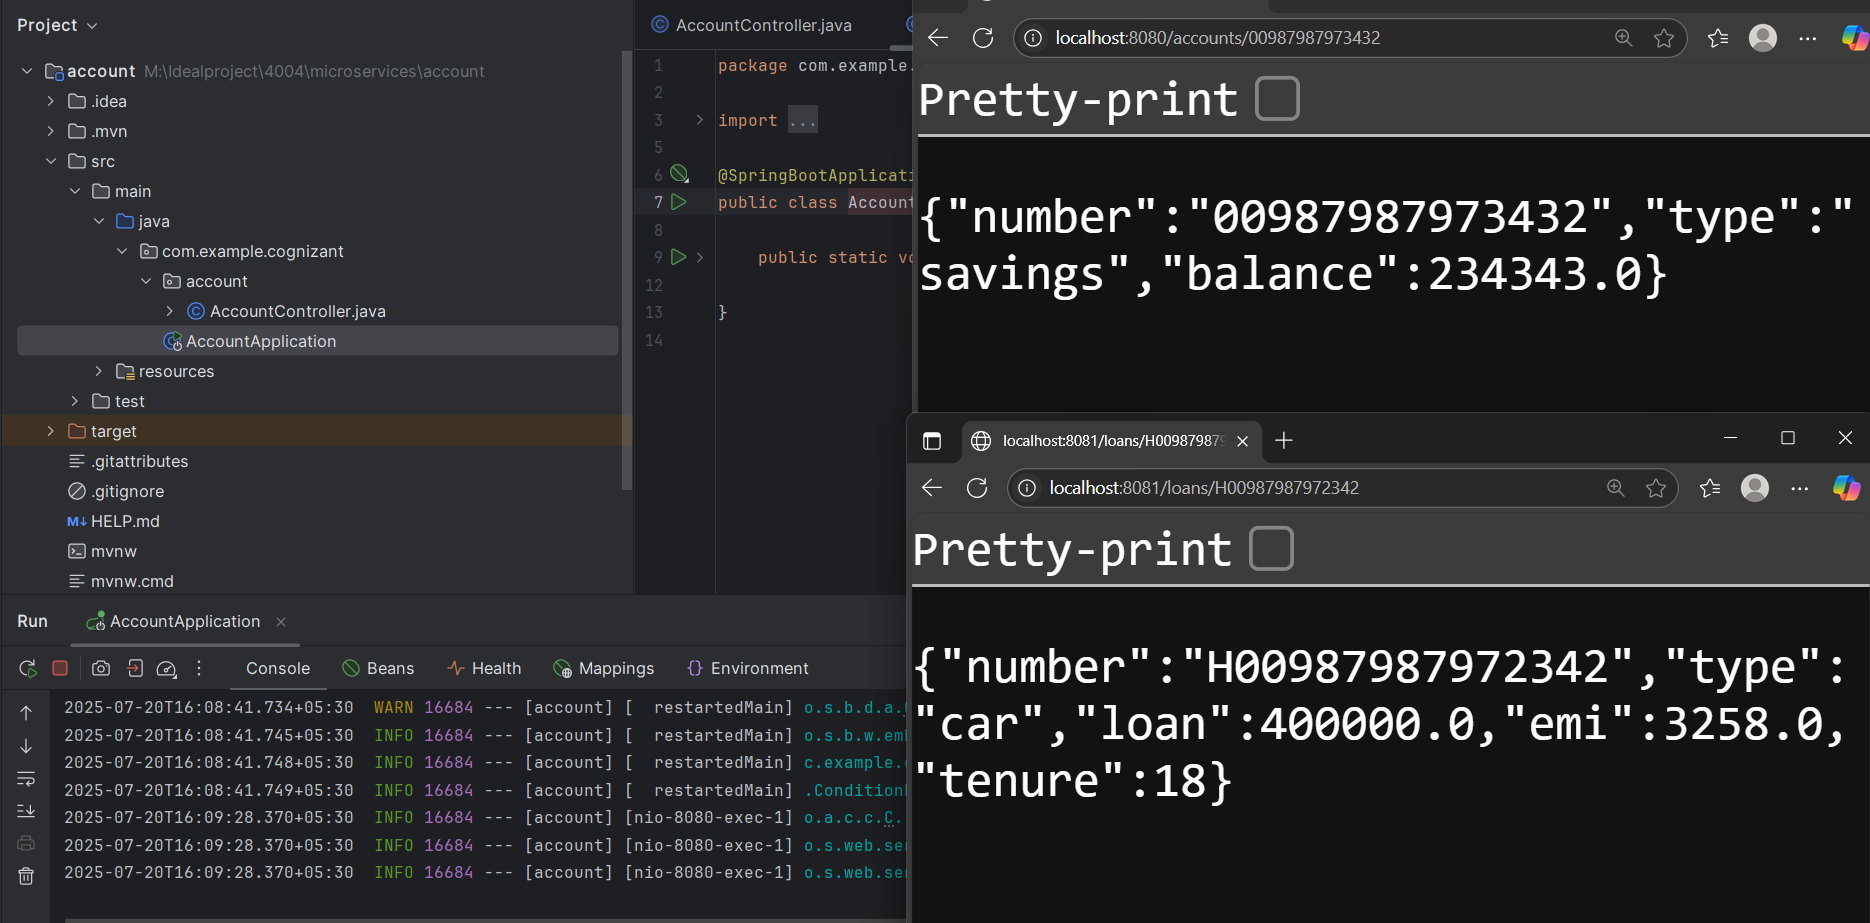 Project
account M:\Idealproject\4004\microservices\account
.idea
.mvn
src
main
java
com.example.cognizant
account
AccountController.java
AccountApplication
resources
test
target
.gitattributes
.gitignore
M↓ HELP.md
mvnw
mvnw.cmd
AccountController.java
1 package com.example.
2
3 import ...
5
6 @SpringBootApplicati
7 public class Account
8
9 public static vo
12
13 }
14
localhost:8080/accounts/00987987973432
Pretty-print
{"number":"00987987973432","type":"
savings","balance":234343.0}
localhost:8081/loans/H00987987
localhost:8081/loans/H00987987972342
Pretty-print
{"number":"H00987987972342","type":
"car","loan":400000.0,"emi":3258.0,
"tenure":18}
Run AccountApplication
Console Beans Health Mappings Environment
2025-07-20T16:08:41.734+05:30 WARN 16684 --- [account] [ restartedMain] o.s.b.d.a.
2025-07-20T16:08:41.745+05:30 INFO 16684 --- [account] [ restartedMain] o.s.b.w.emb
2025-07-20T16:08:41.748+05:30 INFO 16684 --- [account] [ restartedMain] c.example.
2025-07-20T16:08:41.749+05:30 INFO 16684 --- [account] [ restartedMain] .Condition
2025-07-20T16:09:28.370+05:30 INFO 16684 --- [account] [nio-8080-exec-1] o.a.c.c.C.
2025-07-20T16:09:28.370+05:30 INFO 16684 --- [account] [nio-8080-exec-1] o.s.web.ser
2025-07-20T16:09:28.370+05:30 INFO 16684 --- [account] [nio-8080-exec-1] o.s.web.ser